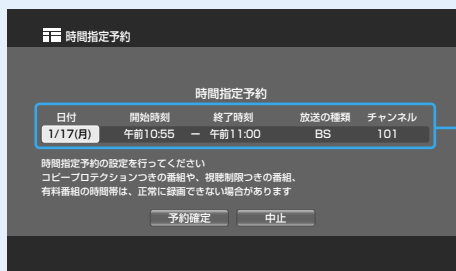 時間指定予約
時間指定予約
日付 開始時刻 終了時刻 放送の種類 チャンネル
1/17(月) 午前10:55 － 午前11:00 BS 101
時間指定予約の設定を行ってください
コピープロテクションつきの番組や、視聴制限つきの番組、
有料番組の時間帯は、正常に録画できない場合があります
予約確定 中止